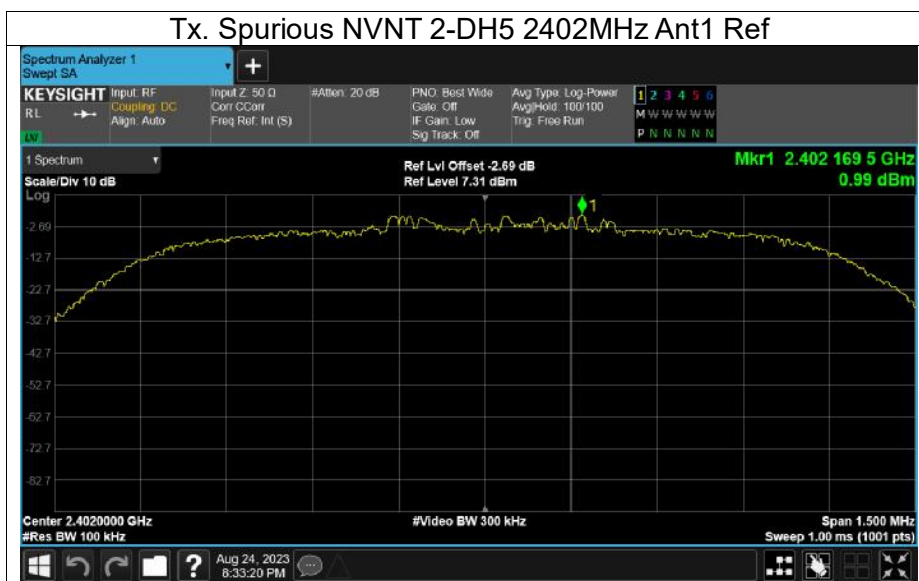 Tx. Spurious NVNT 2-DH5 2402MHz Ant1 Ref
Spectrum Analyzer 1
Swept SA
+
KEYSIGHT Input: RF Input Z: 50 Ω #Atten: 20 dB PNO: Best Wide Avg Type: Log-Power 1 2 3 4 5 6
RL Coupling: DC Corr CCorr Gate: Off Avg|Hold: 100/100 M W W W W W
Align: Auto Freq Ref: Int (S) IF Gain: Low Trig: Free Run
Sig Track: Off P N N N N N
1 Spectrum Ref Lvl Offset -2.69 dB Mkr1 2.402 169 5 GHz
Scale/Div 10 dB Ref Level 7.31 dBm 0.99 dBm
Log
1
-2.69
-12.7
-22.7
-32.7
-42.7
-52.7
-62.7
-72.7
-82.7
Center 2.4020000 GHz #Video BW 300 kHz Span 1.500 MHz
#Res BW 100 kHz Sweep 1.00 ms (1001 pts)
? Aug 24, 2023
8:33:20 PM